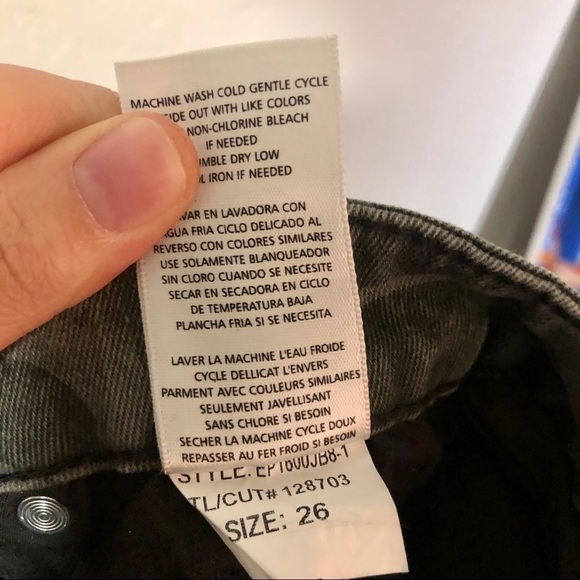 MACHINE WASH COLD GENTLE CYCLE
OUT WITH LIKE COLORS
NON-CHLORINE BLEACH
IF NEEDED
DRY LOW
IRON IF NEEDED
EN LAVADORA CON
AGUA FRIA CICLO DELICADO AL
REVERSO CON COLORES SIMILARES
USE SOLAMENTE BLANQUEADOR
SIN CLORO CUANDO SE NECESITE
SECAR EN SECADORA EN CICLO
DE TEMPERATURA BAJA
PLANCHA FRIA SI SE NECESITA
LAVER LA MACHINE L'EAU FROIDE
CYCLE DELLICAT L'ENVERS
PARMENT AVEC COULEURS SIMILAIRES
SEULEMENT JAVELLISANT
SANS CHLORE SI BESOIN
SECHER LA MACHINE CYCLE DOUX
REPASSER AU FER FROID SI BESOIN
STYLE:
TL/CUT# 128703
SIZE: 26